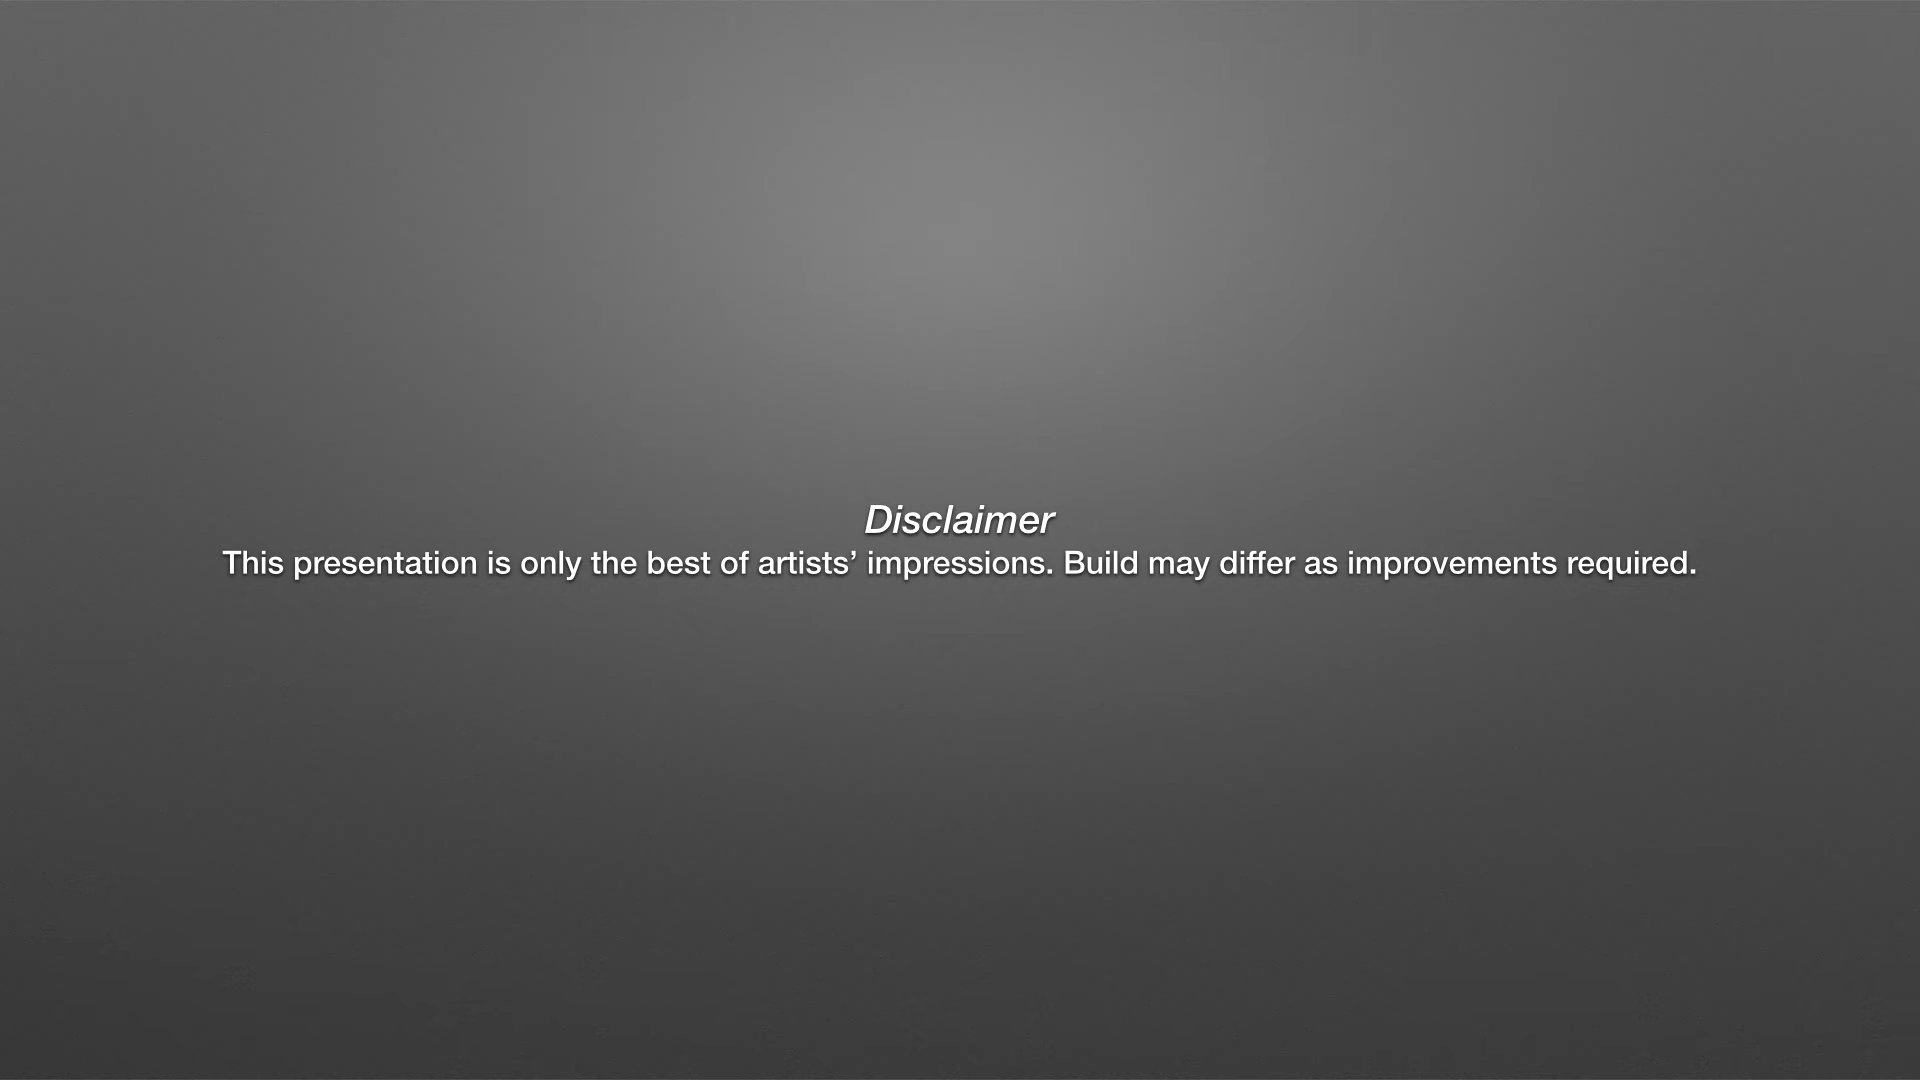 Disclaimer
This presentation is only the best of artists’ impressions. Build may differ as improvements required.